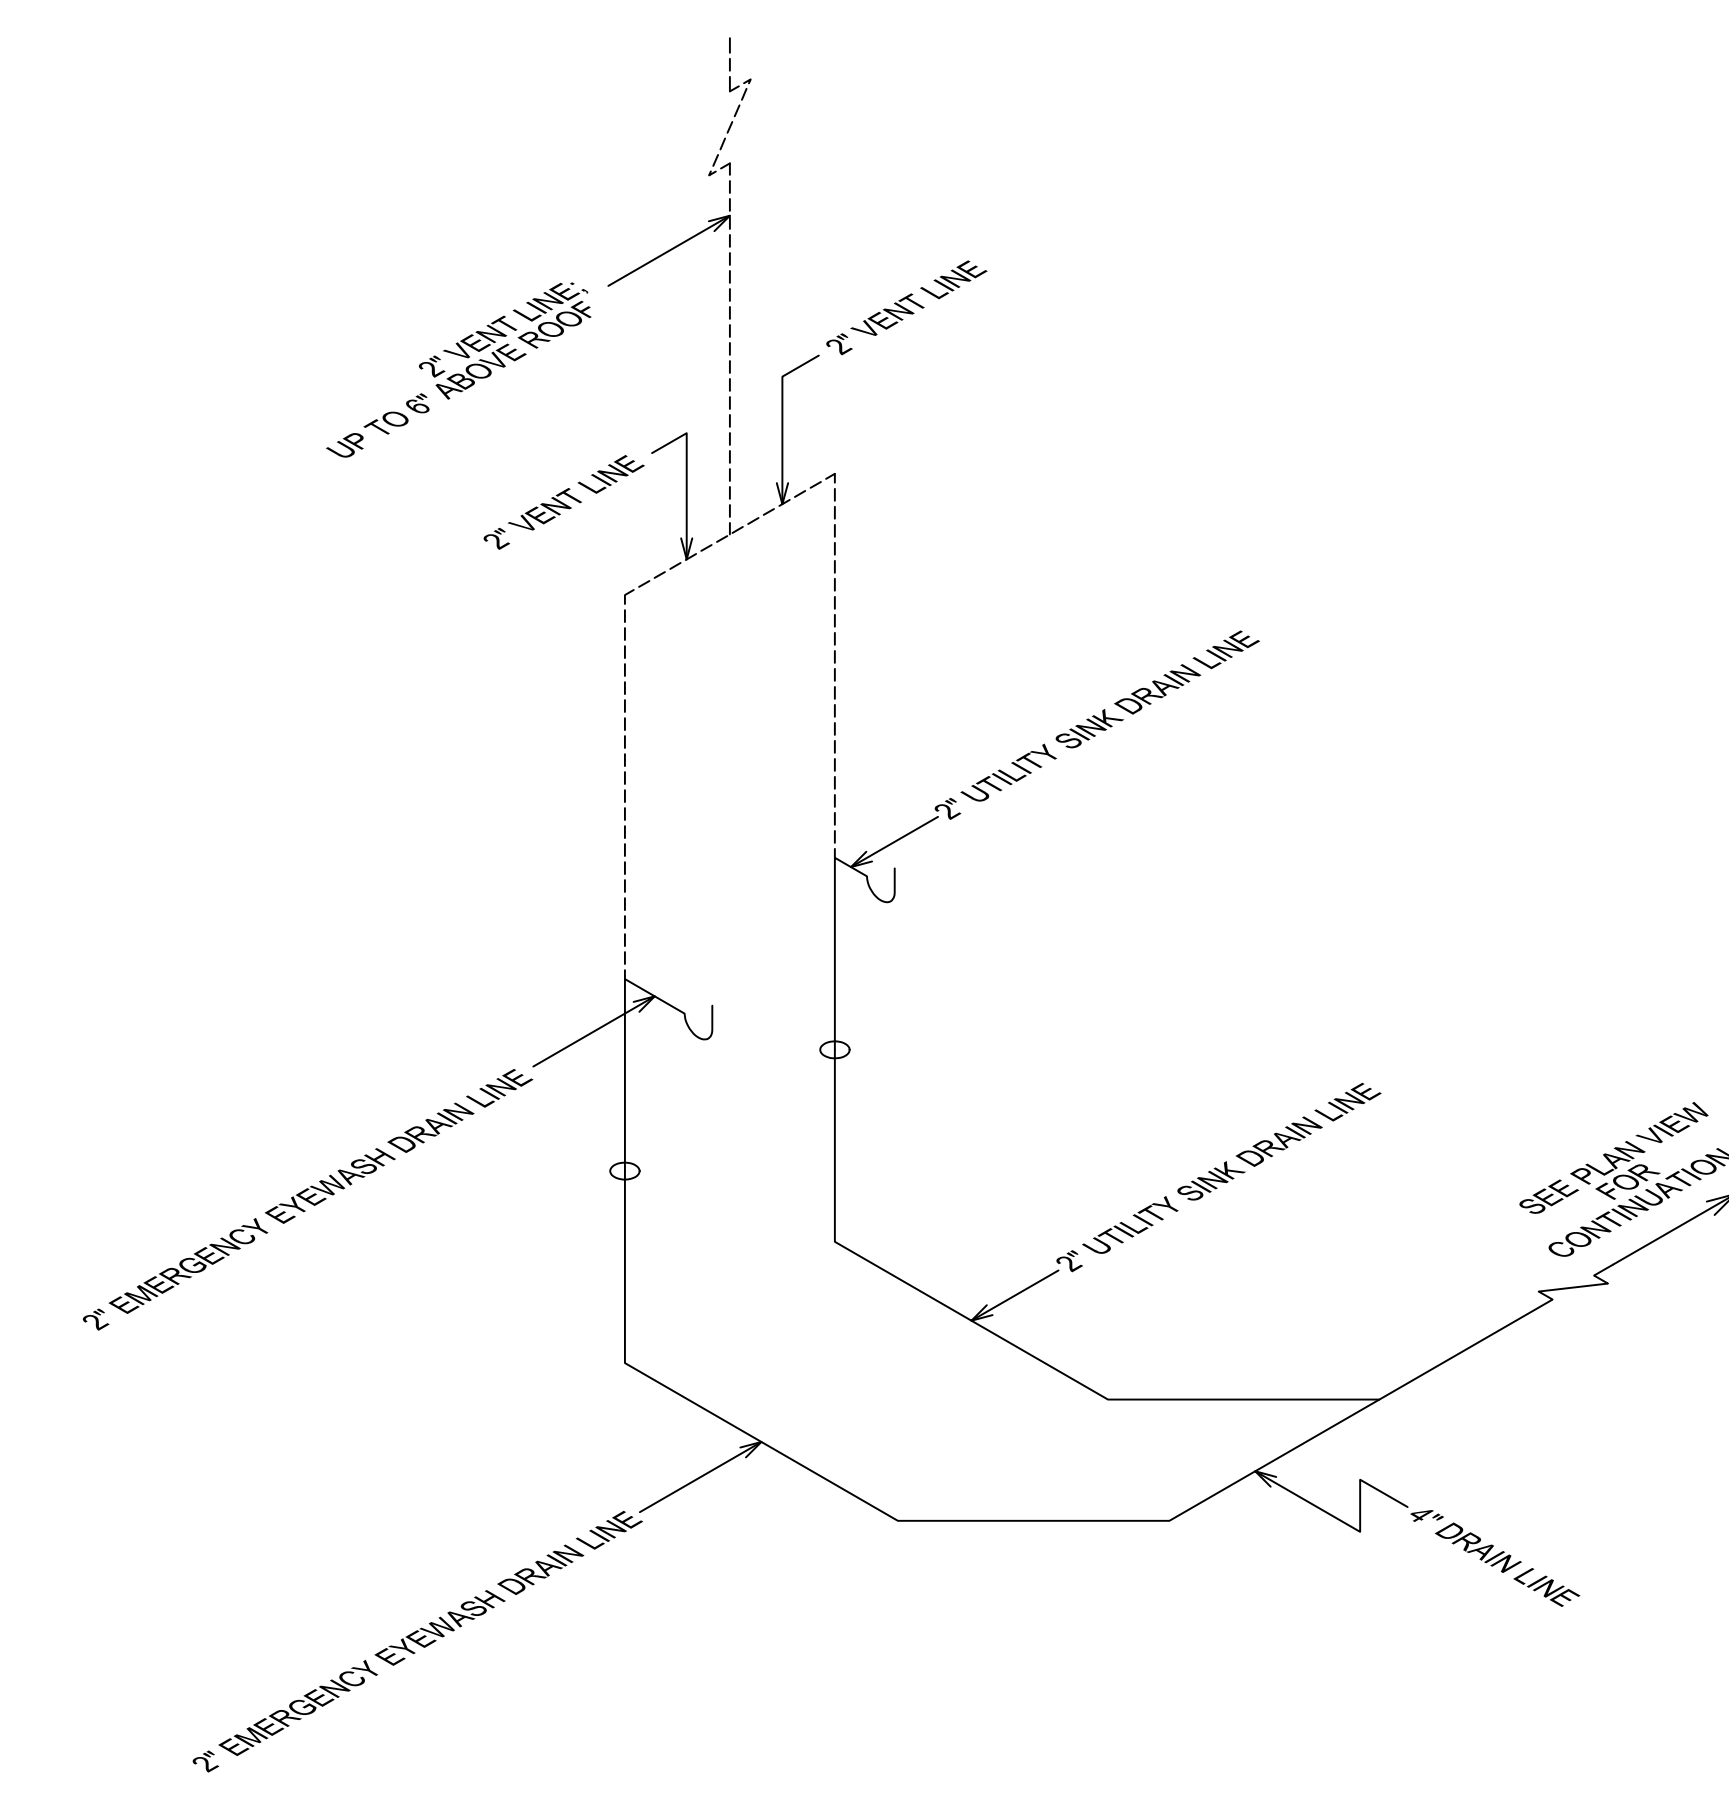 2" VENT LINE;
UP TO 6" ABOVE ROOF
2" VENT LINE
2" VENT LINE
2" UTILITY SINK DRAIN LINE
2" EMERGENCY EYEWASH DRAIN LINE
2" UTILITY SINK DRAIN LINE
SEE PLAN VIEW
FOR
CONTINUATION
4" DRAIN LINE
2" EMERGENCY EYEWASH DRAIN LINE